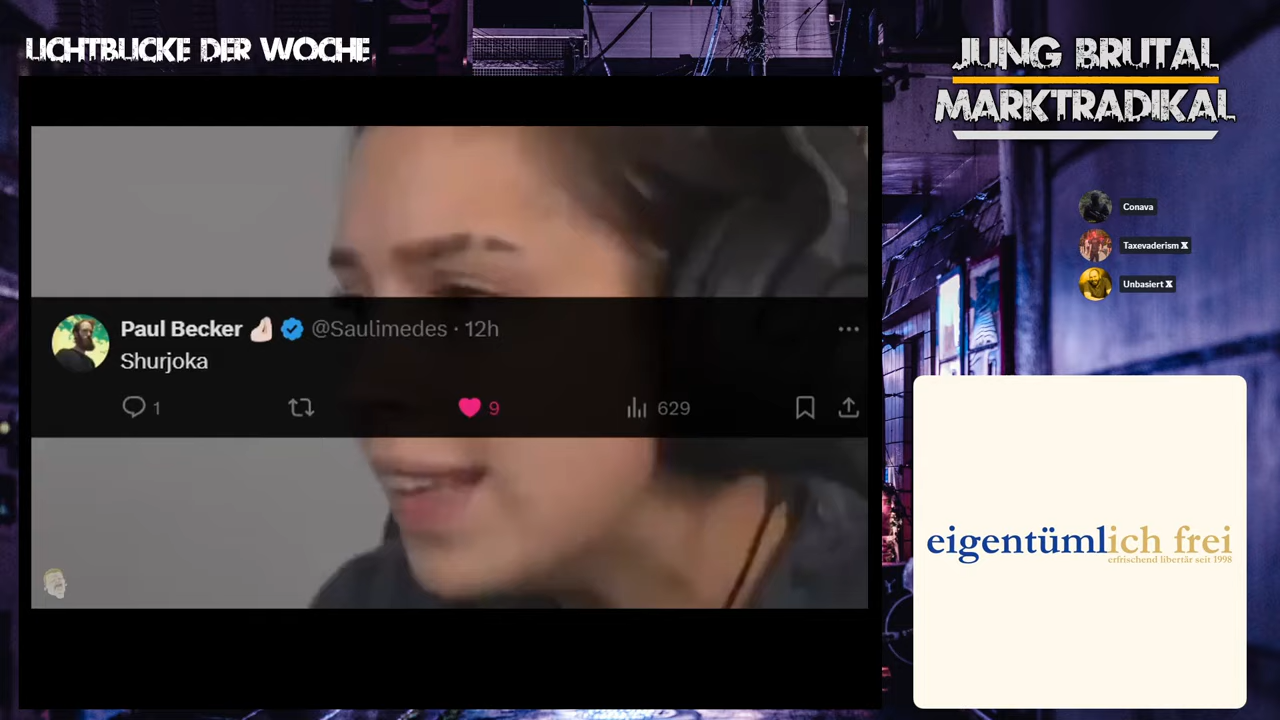 LICHTBLICKE DER WOCHE
JUNG BRUTAL
MARKTRADIKAL
Conava
Taxevaderism X
Unbasiert X
Paul Becker @Saulimedes · 12h
Shurjoka
1 9 629
eigentümlich frei
erfrischend libertär seit 1998